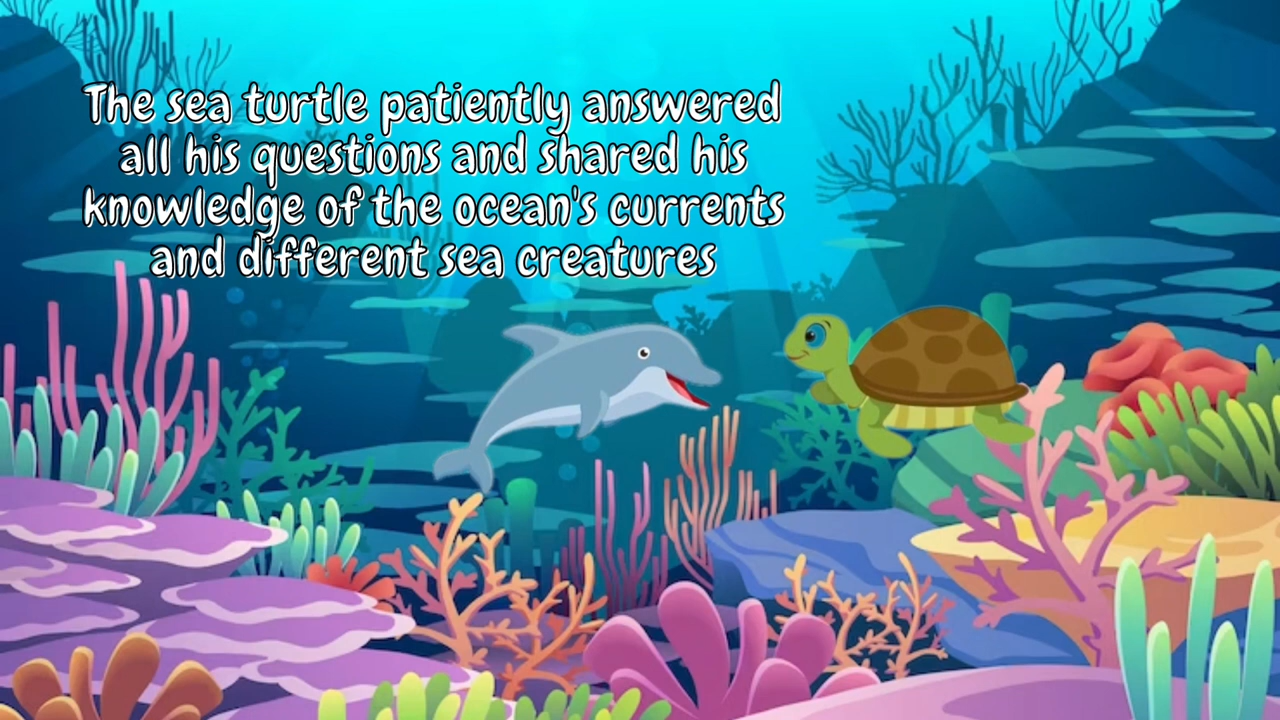 The sea turtle patiently answered
all his questions and shared his
knowledge of the ocean's currents
and different sea creatures